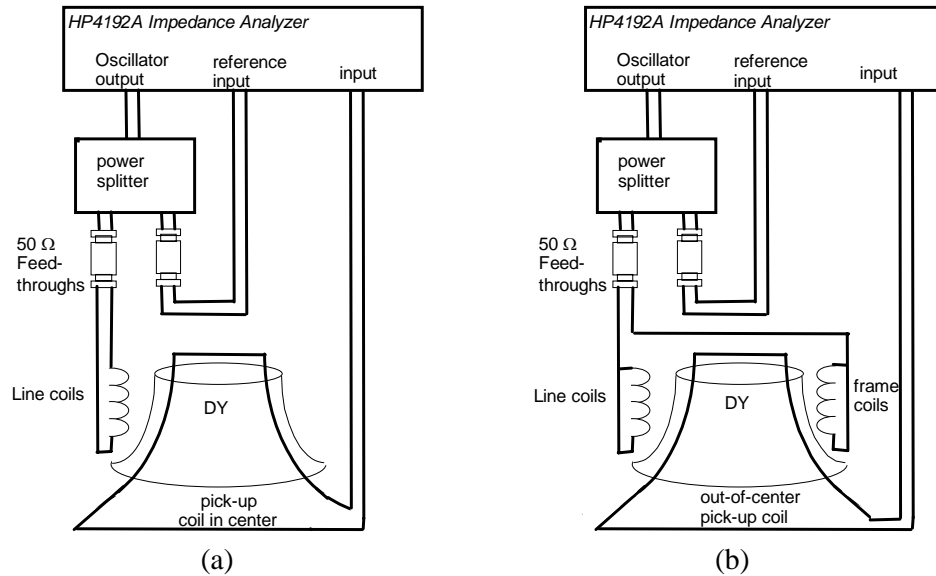 HP4192A Impedance Analyzer
Oscillator
output
reference
input
input
power
splitter
50 Ω
Feed-
throughs
Line coils
DY
pick-up
coil in center
(a)
HP4192A Impedance Analyzer
Oscillator
output
reference
input
input
power
splitter
50 Ω
Feed-
throughs
Line coils
DY
frame
coils
out-of-center
pick-up coil
(b)